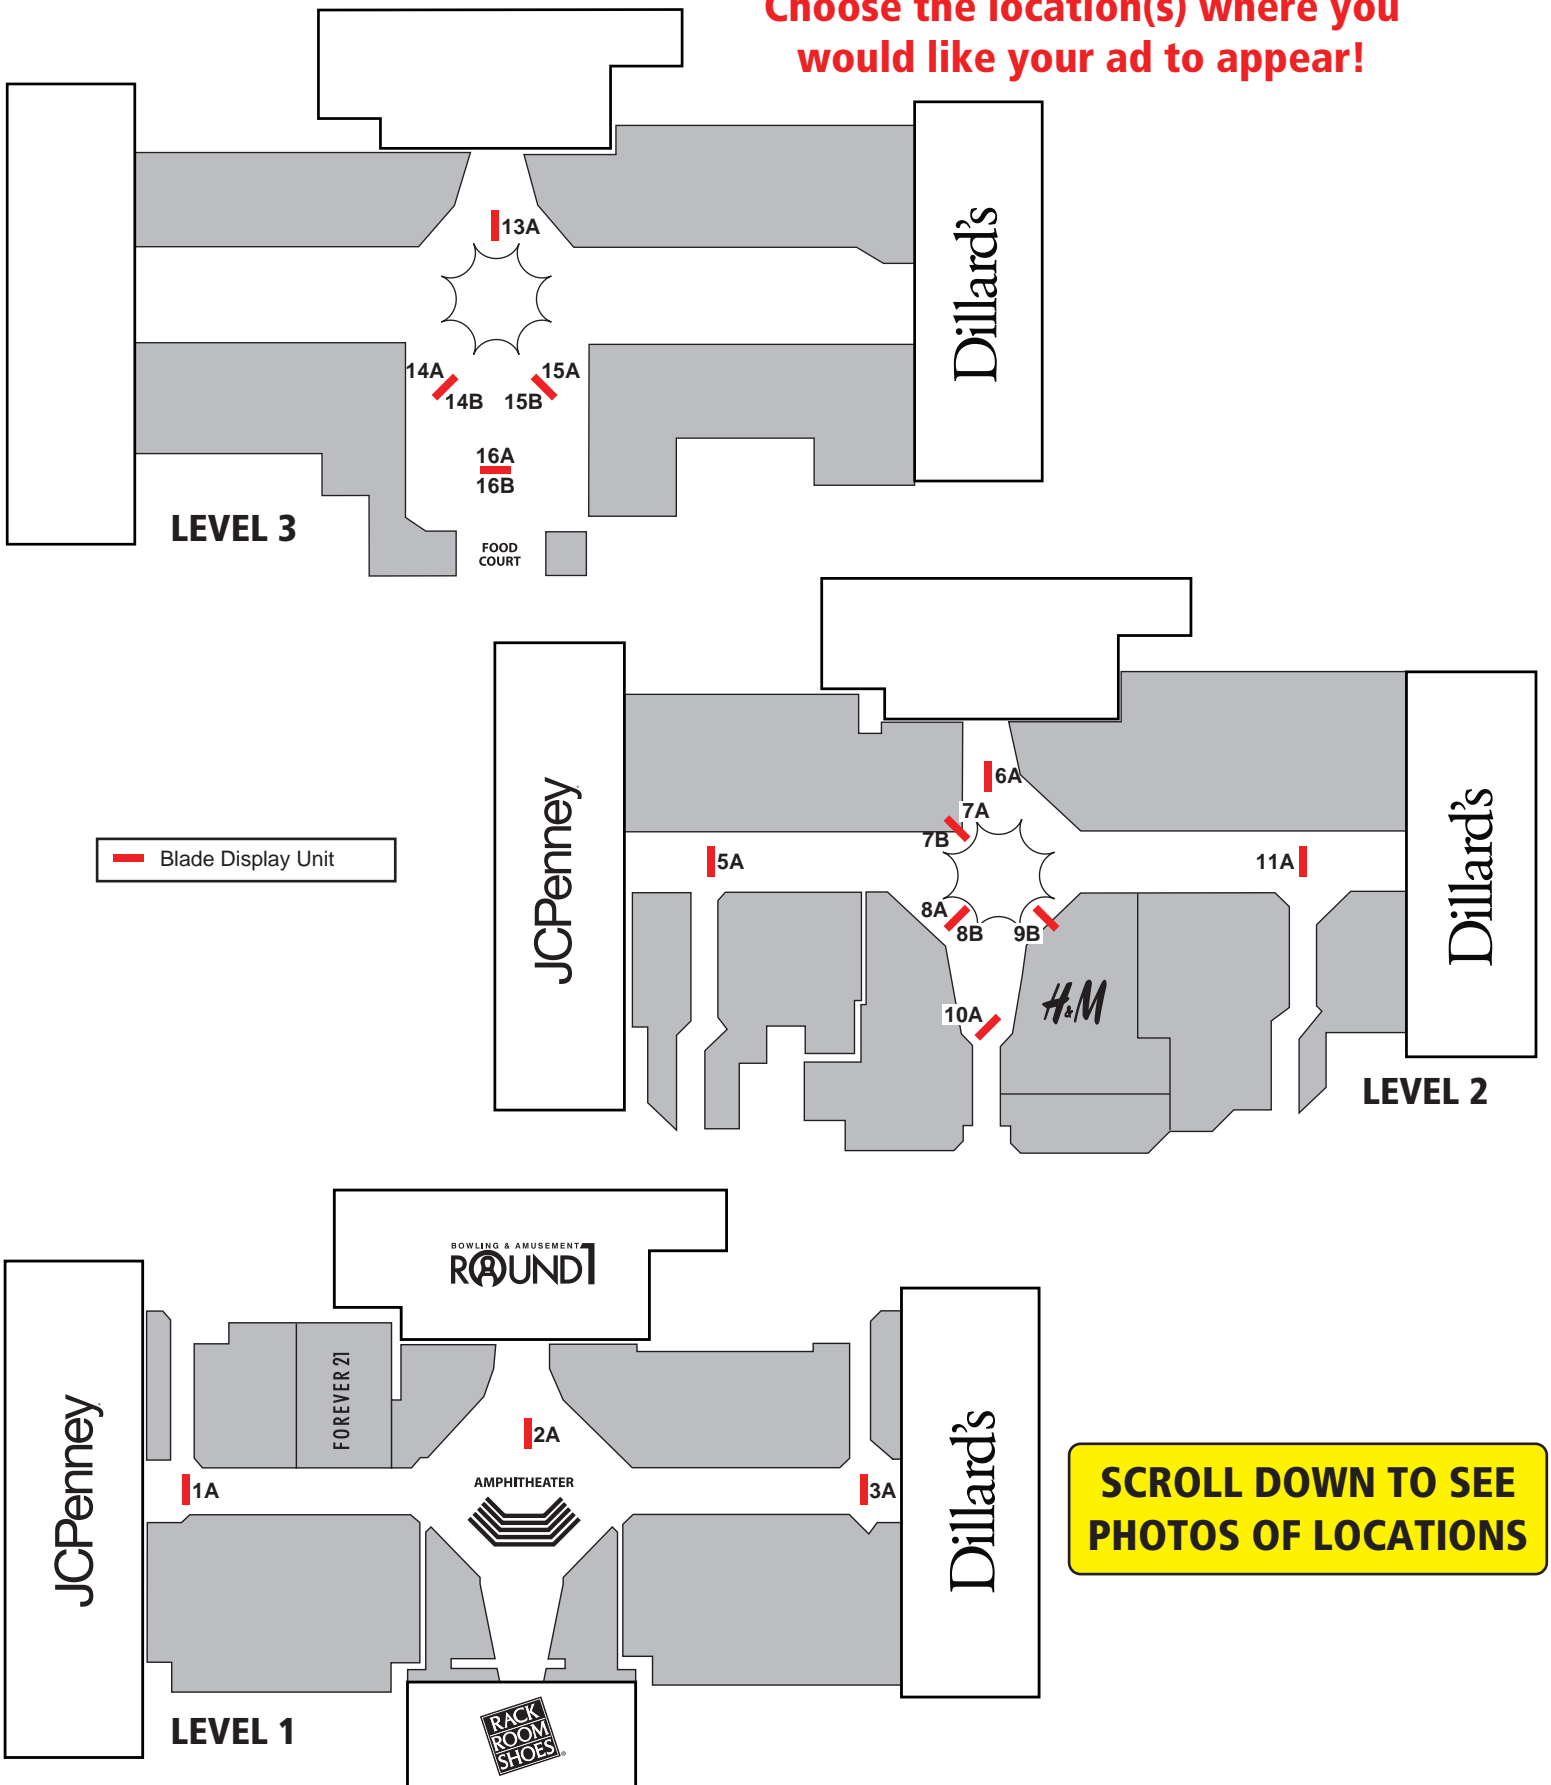 Choose the location(s) where you
would like your ad to appear!
Dillard's
13A
14A
14B
15A
15B
16A
16B
LEVEL 3
FOOD
COURT
Blade Display Unit
JCPenney
6A
7A
7B
5A
11A
8A
8B
9B
10A
H&M
Dillard's
LEVEL 2
BOWLING & AMUSEMENT
ROUND1
JCPenney
FOREVER 21
2A
AMPHITHEATER
1A
3A
Dillard's
SCROLL DOWN TO SEE
PHOTOS OF LOCATIONS
LEVEL 1
RACK
ROOM
SHOES®